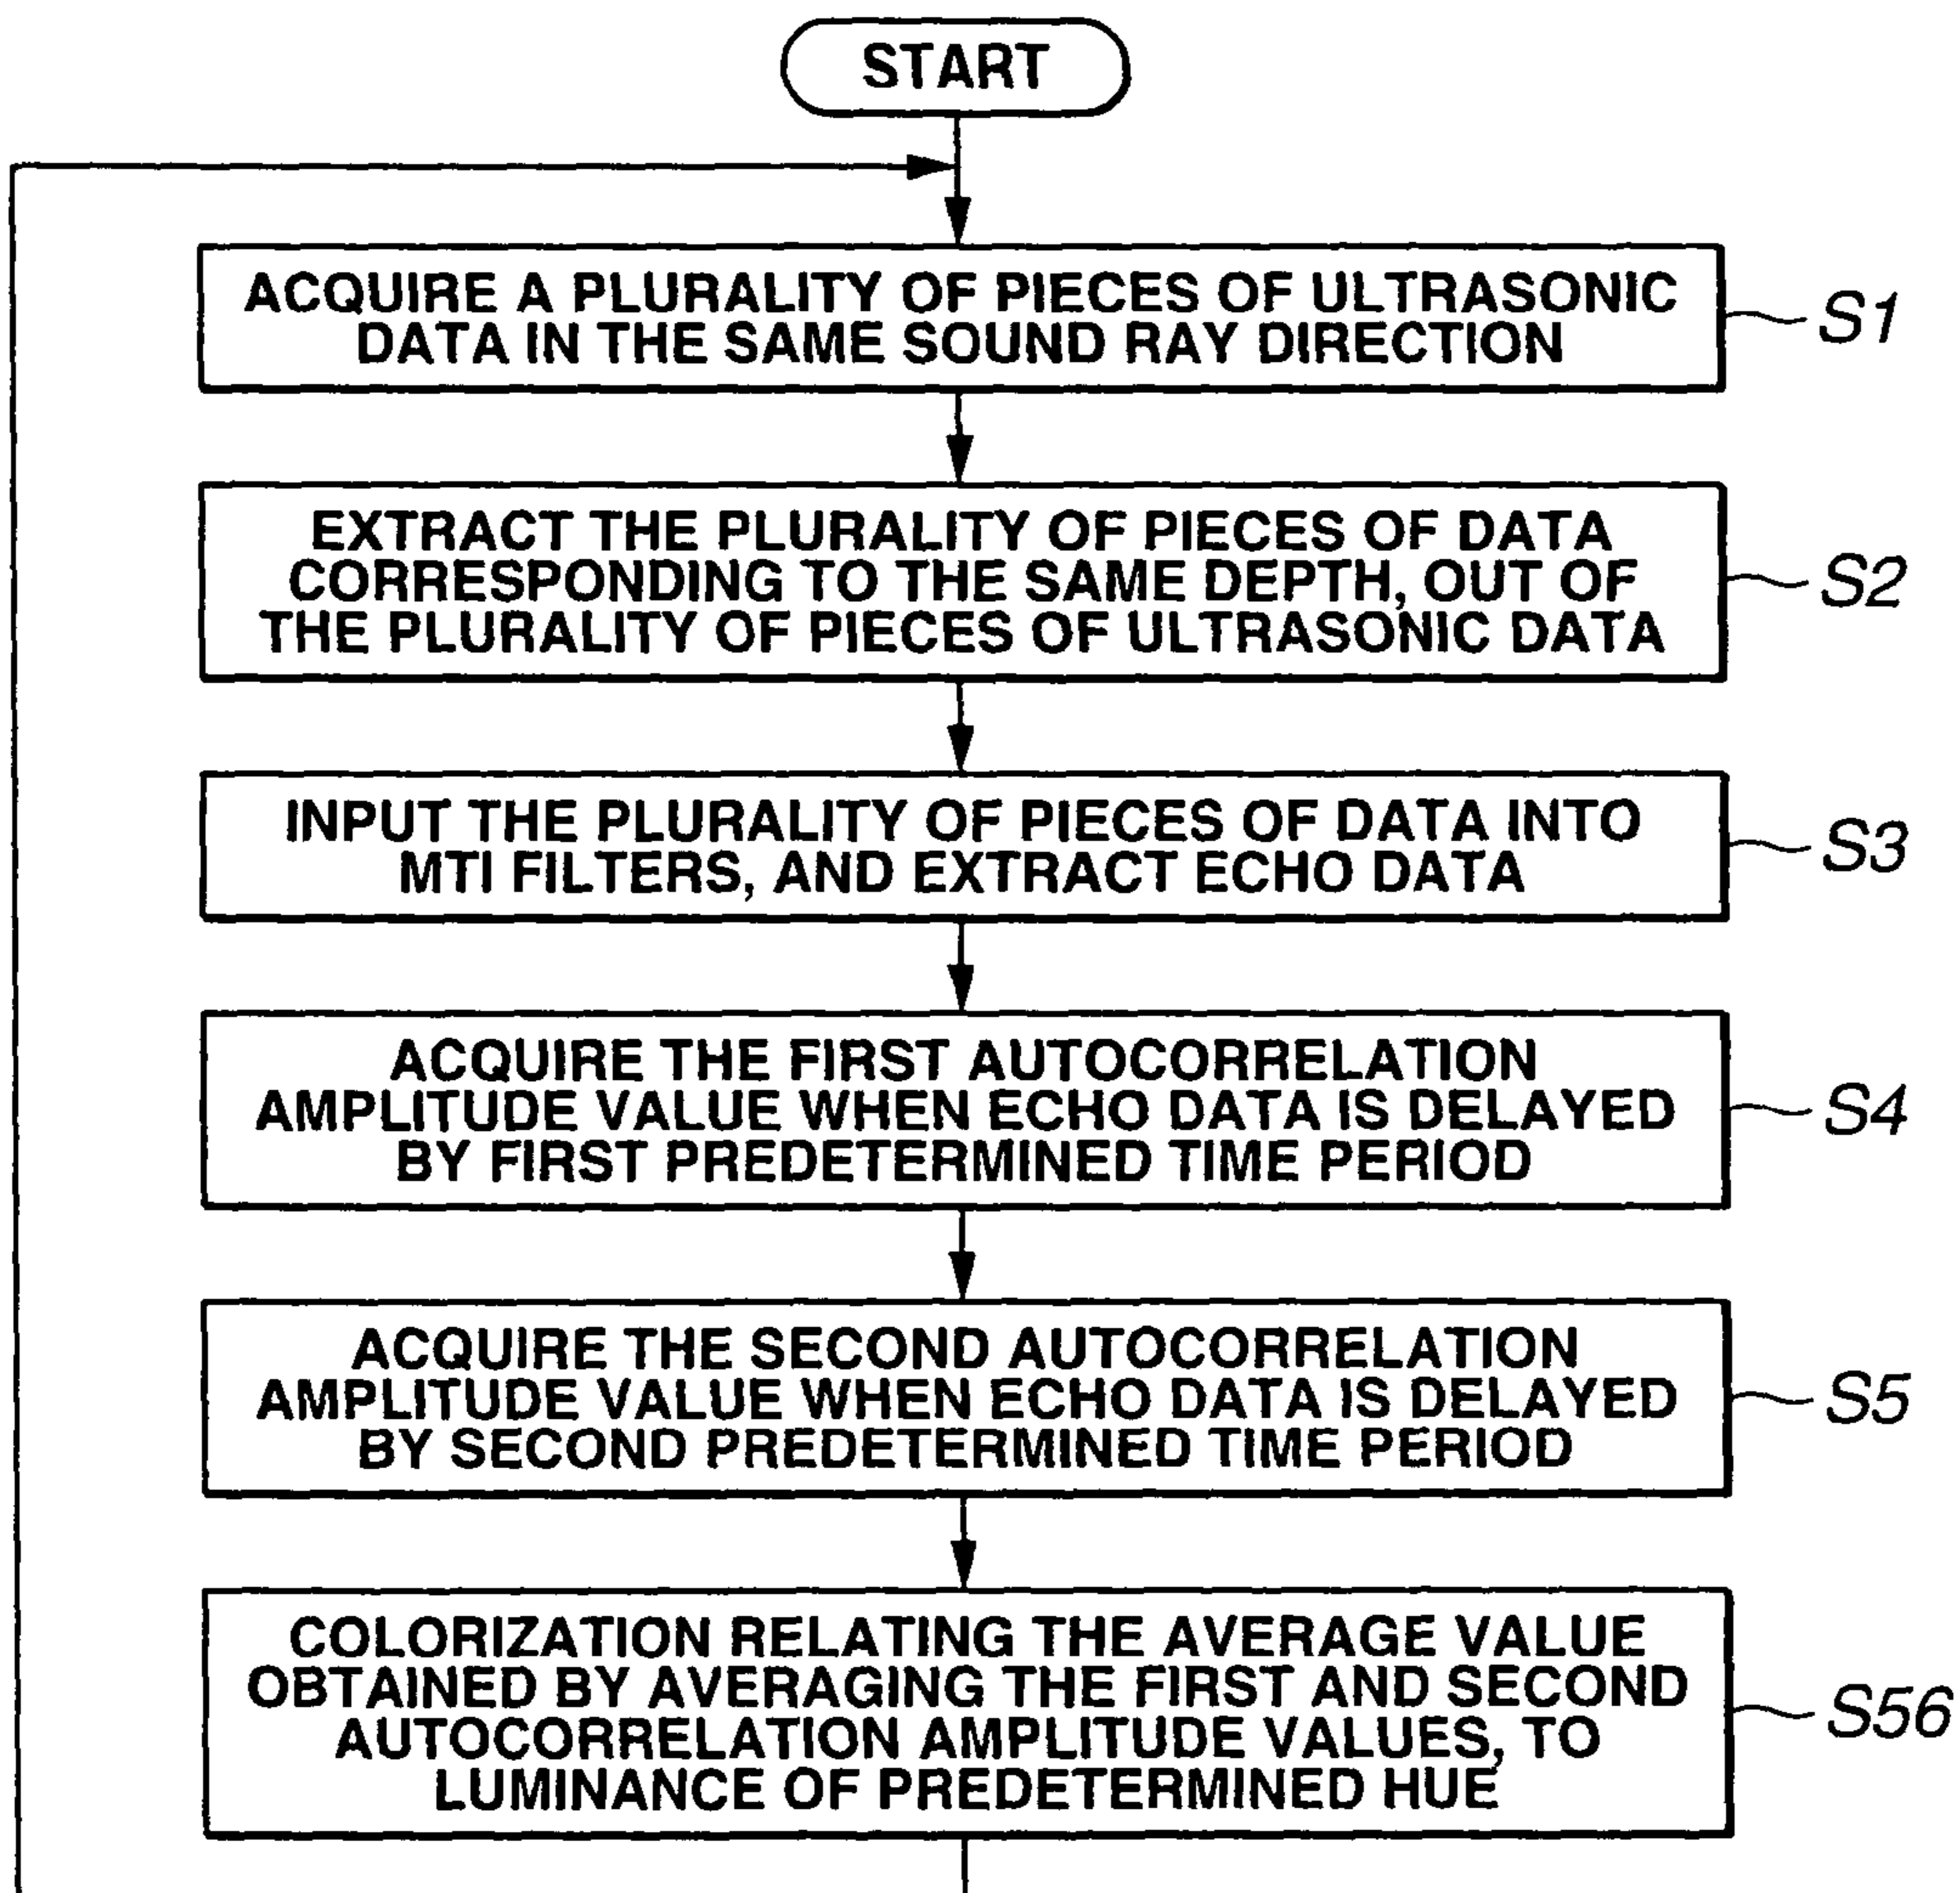 START
ACQUIRE A PLURALITY OF PIECES OF ULTRASONIC
DATA IN THE SAME SOUND RAY DIRECTION
S1
EXTRACT THE PLURALITY OF PIECES OF DATA
CORRESPONDING TO THE SAME DEPTH, OUT OF
THE PLURALITY OF PIECES OF ULTRASONIC DATA
S2
INPUT THE PLURALITY OF PIECES OF DATA INTO
MTI FILTERS, AND EXTRACT ECHO DATA
S3
ACQUIRE THE FIRST AUTOCORRELATION
AMPLITUDE VALUE WHEN ECHO DATA IS DELAYED
BY FIRST PREDETERMINED TIME PERIOD
S4
ACQUIRE THE SECOND AUTOCORRELATION
AMPLITUDE VALUE WHEN ECHO DATA IS DELAYED
BY SECOND PREDETERMINED TIME PERIOD
S5
COLORIZATION RELATING THE AVERAGE VALUE
OBTAINED BY AVERAGING THE FIRST AND SECOND
AUTOCORRELATION AMPLITUDE VALUES, TO
LUMINANCE OF PREDETERMINED HUE
S56